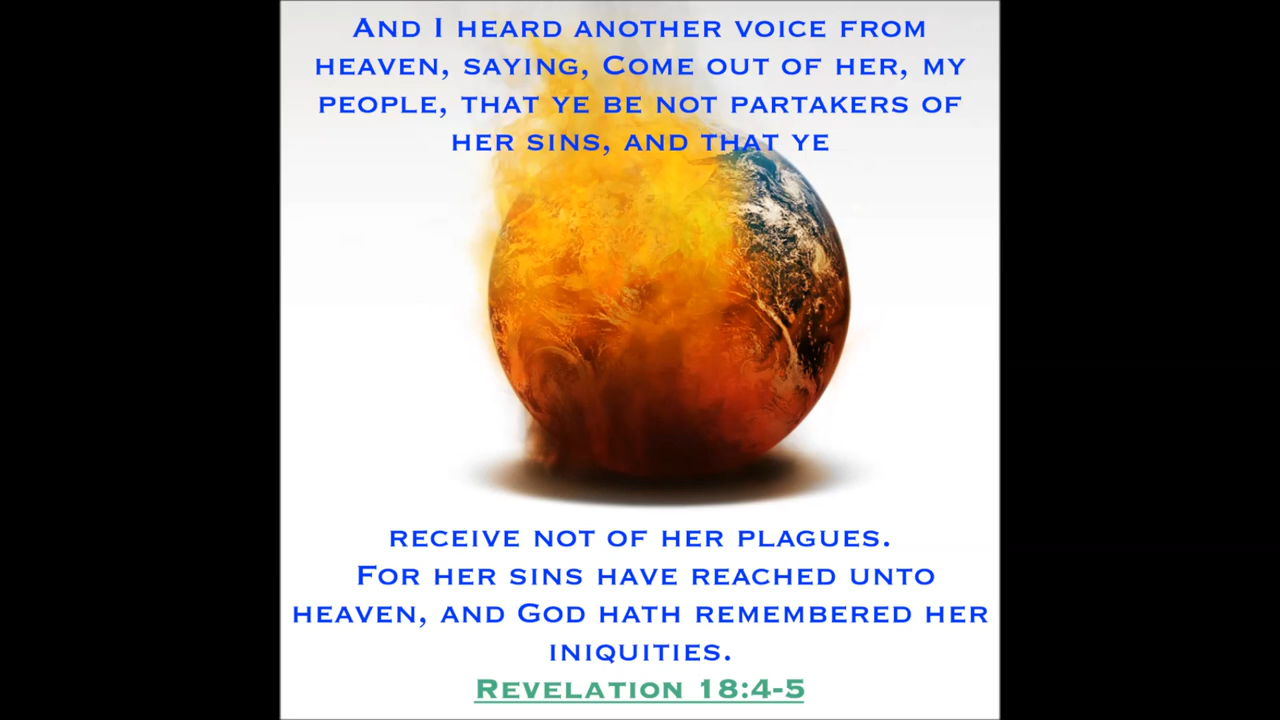 And I heard another voice from
heaven, saying, Come out of her, my
people, that ye be not partakers of
her sins, and that ye
receive not of her plagues.
For her sins have reached unto
heaven, and God hath remembered her
iniquities.
Revelation 18:4-5